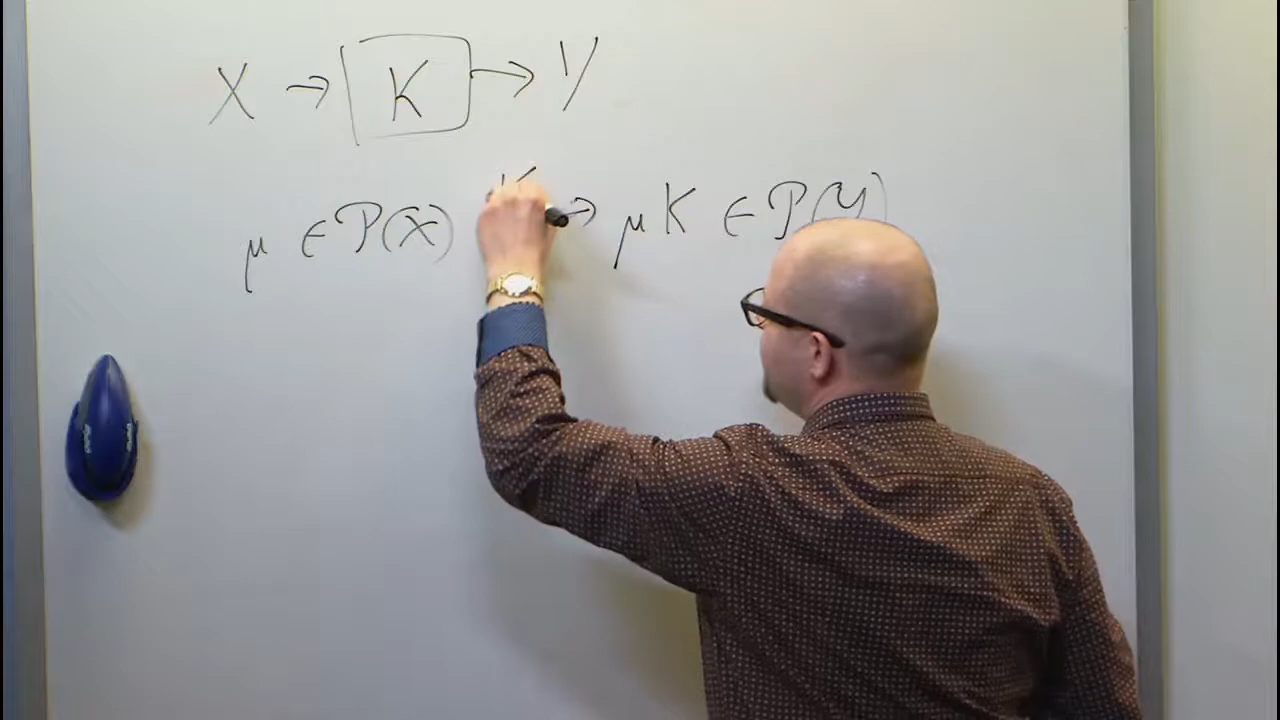 X → K → Y
μ ∈ P(X) K → μK ∈ P(Y)